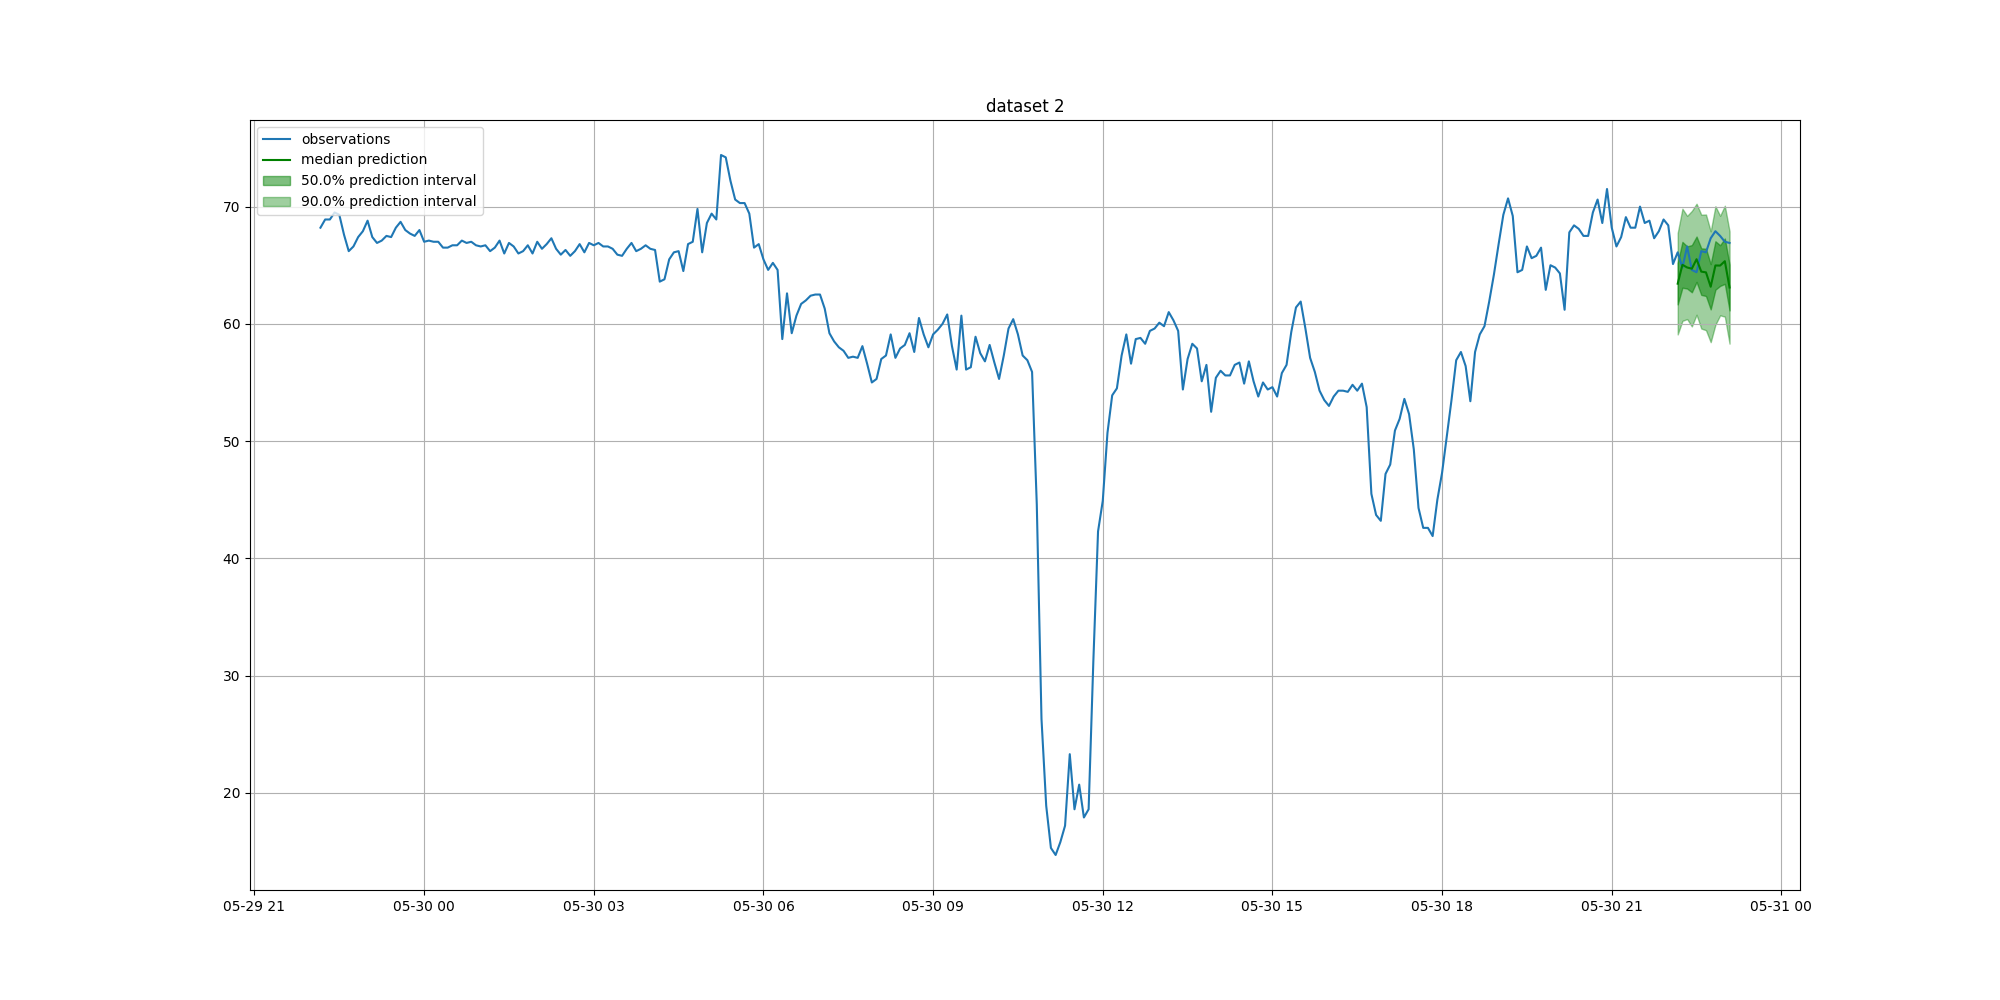 dataset 2
observations
median prediction
50.0% prediction interval
90.0% prediction interval
70
60
50
40
30
20
05-29 21 05-30 00 05-30 03 05-30 06 05-30 09 05-30 12 05-30 15 05-30 18 05-30 21 05-31 00